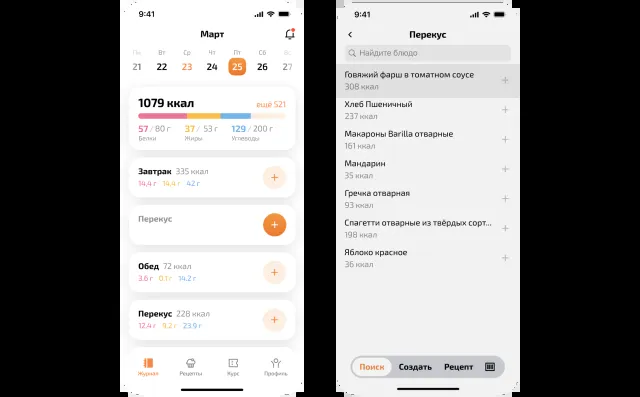 9:41
Март
Пн Вт Ср Чт Пт Сб Вс
21 22 23 24 25 26 27
1079 ккал ещё 521
57 / 80 г 37 / 53 г 129 / 200 г
Белки Жиры Углеводы
Завтрак 335 ккал
14,4 г 14,4 г 42 г
Перекус
Обед 72 ккал
3.6 г 0.1 г 14.2 г
Перекус 228 ккал
12.4 г 9.2 г 23.9 г
Журнал Рецепты Курс Профиль
9:41
Перекус
Найдите блюдо
Говяжий фарш в томатном соусе
308 ккал
Хлеб Пшеничный
237 ккал
Макароны Barilla отварные
161 ккал
Мандарин
35 ккал
Гречка отварная
93 ккал
Спагетти отварные из твёрдых сорт...
198 ккал
Яблоко красное
36 ккал
Поиск Создать Рецепт